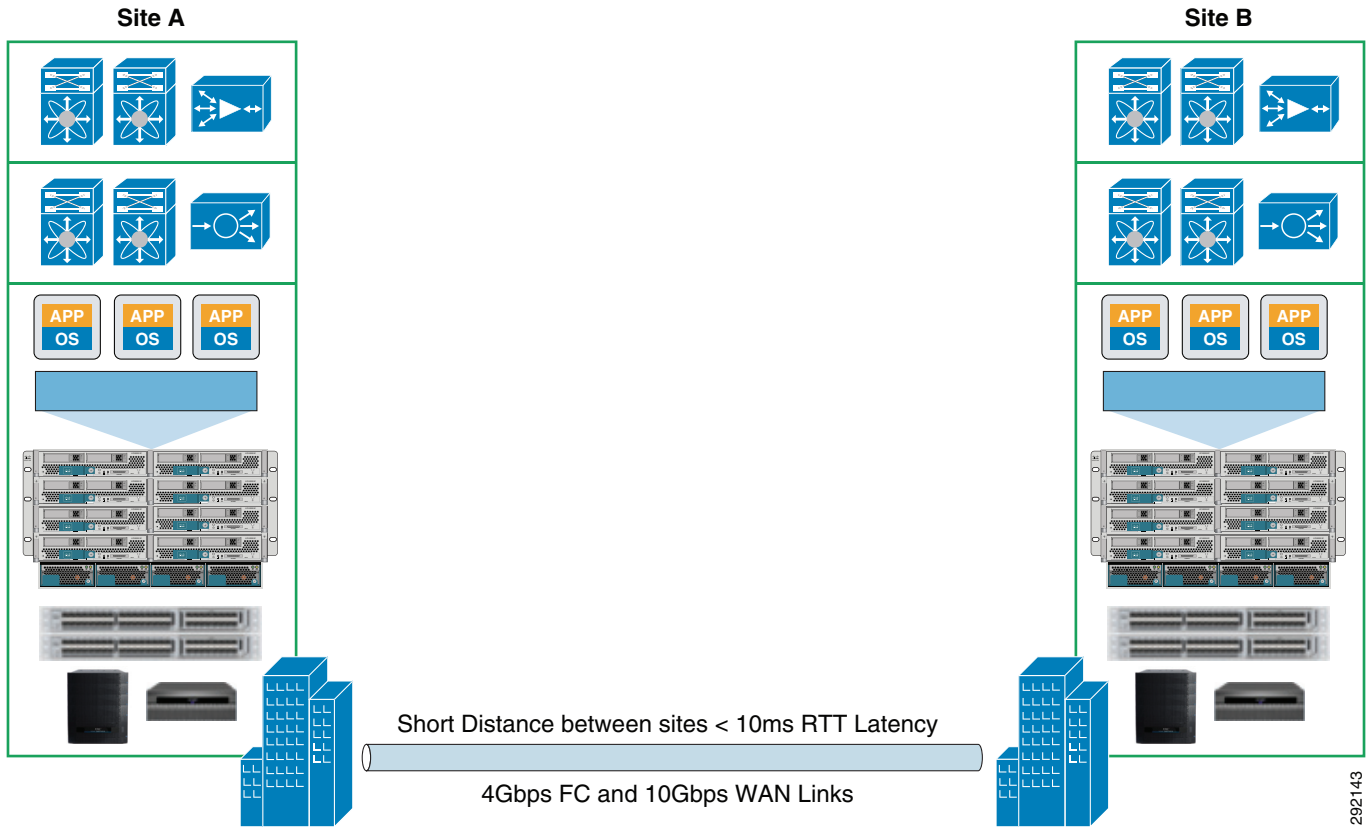 Site A
Site B
APP
OS
APP
OS
APP
OS
APP
OS
APP
OS
APP
OS
Short Distance between sites < 10ms RTT Latency
4Gbps FC and 10Gbps WAN Links
292143